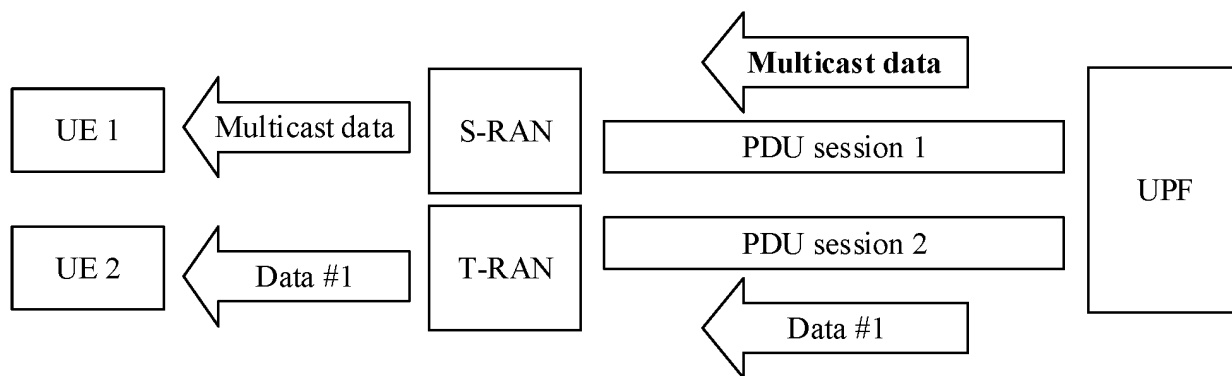 Multicast data
UE 1
Multicast data
S-RAN
PDU session 1
UPF
UE 2
Data #1
T-RAN
PDU session 2
Data #1